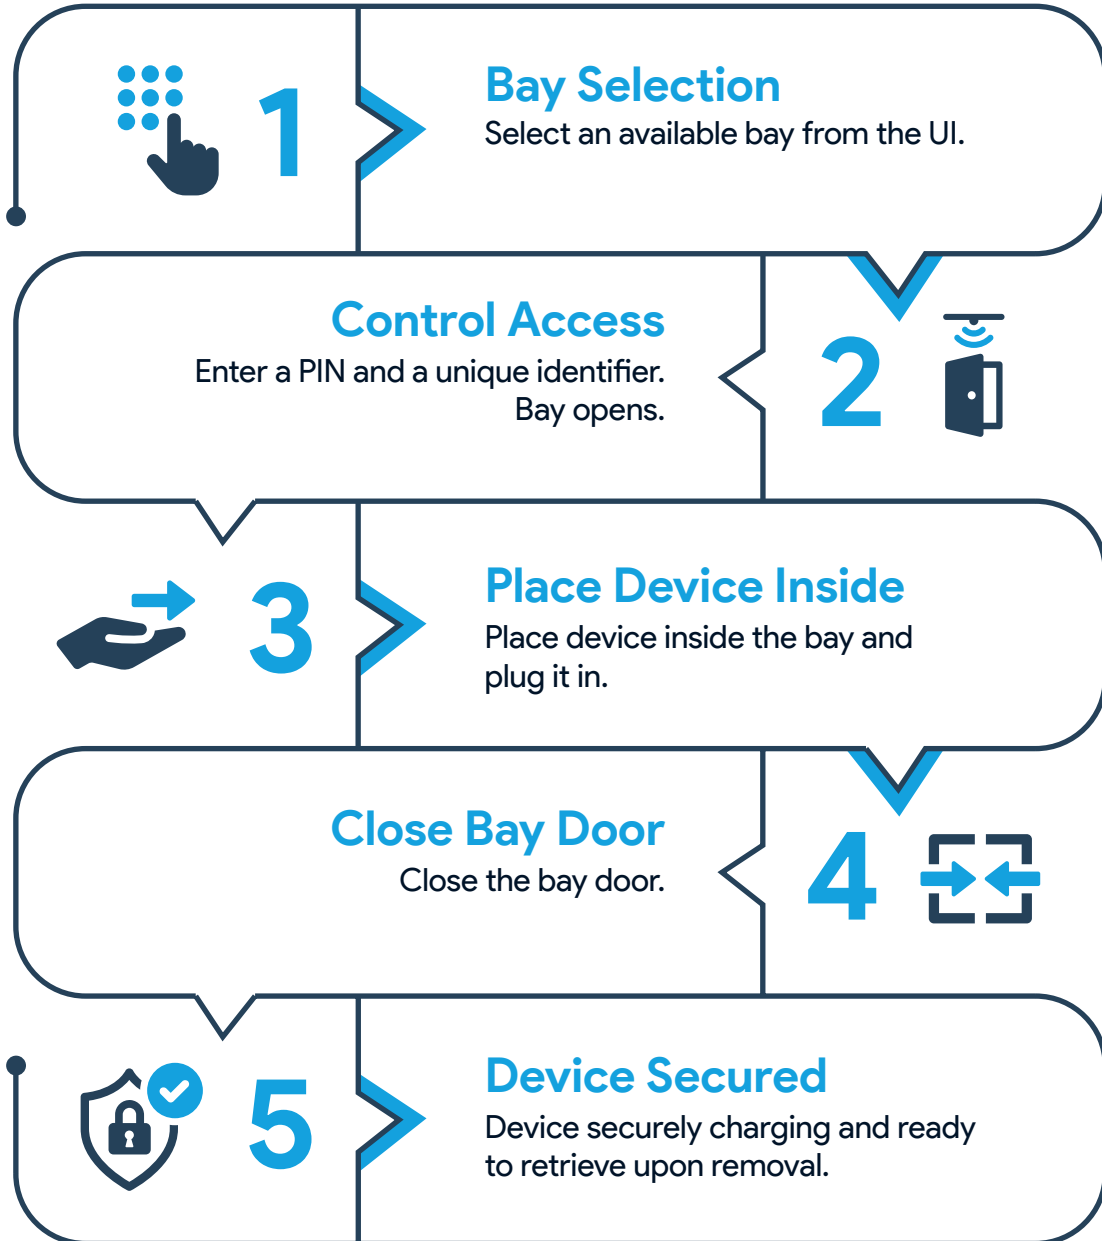 1
Bay Selection
Select an available bay from the UI.
Control Access
Enter a PIN and a unique identifier.
Bay opens.
2
3
Place Device Inside
Place device inside the bay and
plug it in.
Close Bay Door
Close the bay door.
4
5
Device Secured
Device securely charging and ready
to retrieve upon removal.